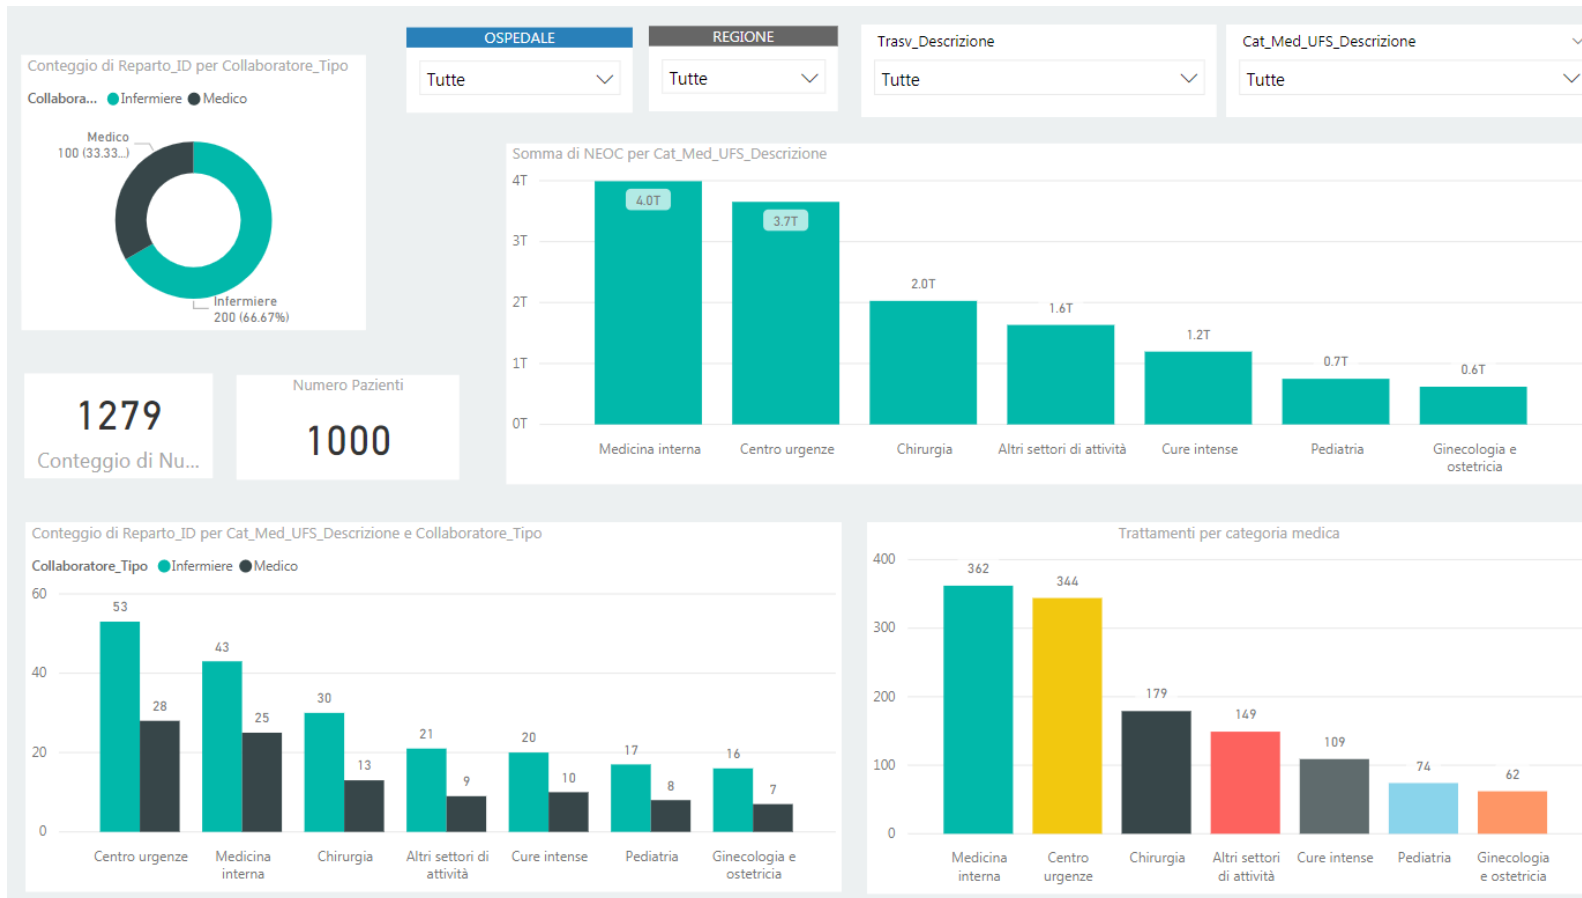 OSPEDALE
Tutte
REGIONE
Tutte
Trasv_Descrizione
Tutte
Cat_Med_UFS_Descrizione
Tutte
Conteggio di Reparto_ID per Collaboratore_Tipo
Collabora... Infermiere Medico
Medico
100 (33.33...)
Infermiere
200 (66.67%)
Somma di NEOC per Cat_Med_UFS_Descrizione
4T
3T
2T
1T
0T
4.0T
3.7T
2.0T
1.6T
1.2T
0.7T
0.6T
Medicina interna
Centro urgenze
Chirurgia
Altri settori di attività
Cure intense
Pediatria
Ginecologia e
ostetricia
1279
Conteggio di Nu...
Numero Pazienti
1000
Conteggio di Reparto_ID per Cat_Med_UFS_Descrizione e Collaboratore_Tipo
Collaboratore_Tipo Infermiere Medico
60
40
20
0
53
28
43
25
30
13
21
9
20
10
17
8
16
7
Centro urgenze
Medicina
interna
Chirurgia
Altri settori di
attività
Cure intense
Pediatria
Ginecologia e
ostetricia
Trattamenti per categoria medica
400
300
200
100
0
362
344
179
149
109
74
62
Medicina
interna
Centro
urgenze
Chirurgia
Altri settori
di attività
Cure intense
Pediatria
Ginecologia
e ostetricia